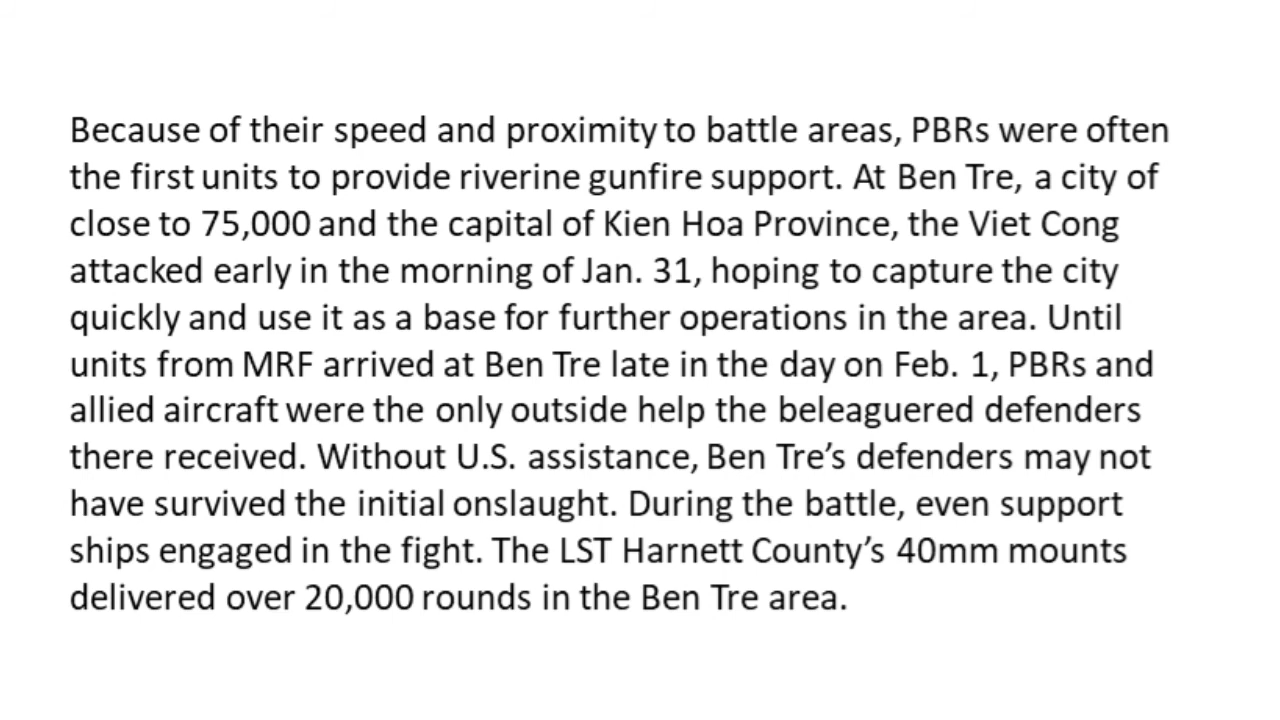 Because of their speed and proximity to battle areas, PBRs were often
the first units to provide riverine gunfire support. At Ben Tre, a city of
close to 75,000 and the capital of Kien Hoa Province, the Viet Cong
attacked early in the morning of Jan. 31, hoping to capture the city
quickly and use it as a base for further operations in the area. Until
units from MRF arrived at Ben Tre late in the day on Feb. 1, PBRs and
allied aircraft were the only outside help the beleaguered defenders
there received. Without U.S. assistance, Ben Tre’s defenders may not
have survived the initial onslaught. During the battle, even support
ships engaged in the fight. The LST Harnett County’s 40mm mounts
delivered over 20,000 rounds in the Ben Tre area.